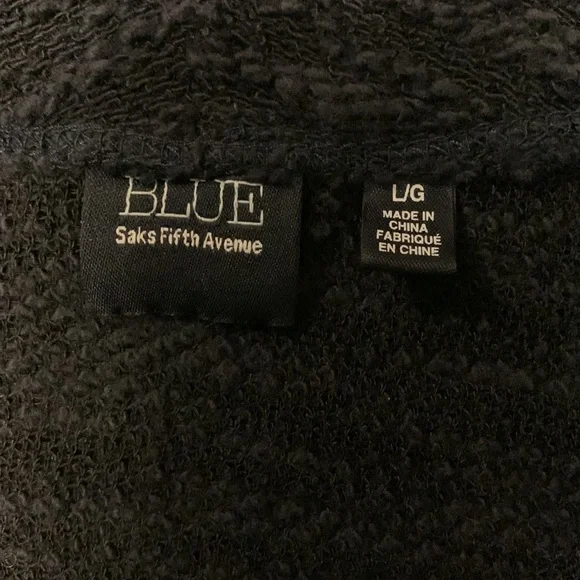 BLUE
Saks Fifth Avenue
L/G
MADE IN
CHINA
FABRIQUÉ
EN CHINE